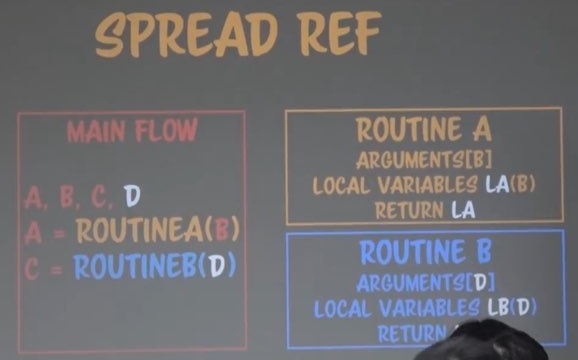 SPREAD REF
MAIN FLOW
A, B, C, D
A = ROUTINEA(B)
C = ROUTINEB(D)
ROUTINE A
ARGUMENTS[B]
LOCAL VARIABLES LA(B)
RETURN LA
ROUTINE B
ARGUMENTS[D]
LOCAL VARIABLES LB(D)
RETURN